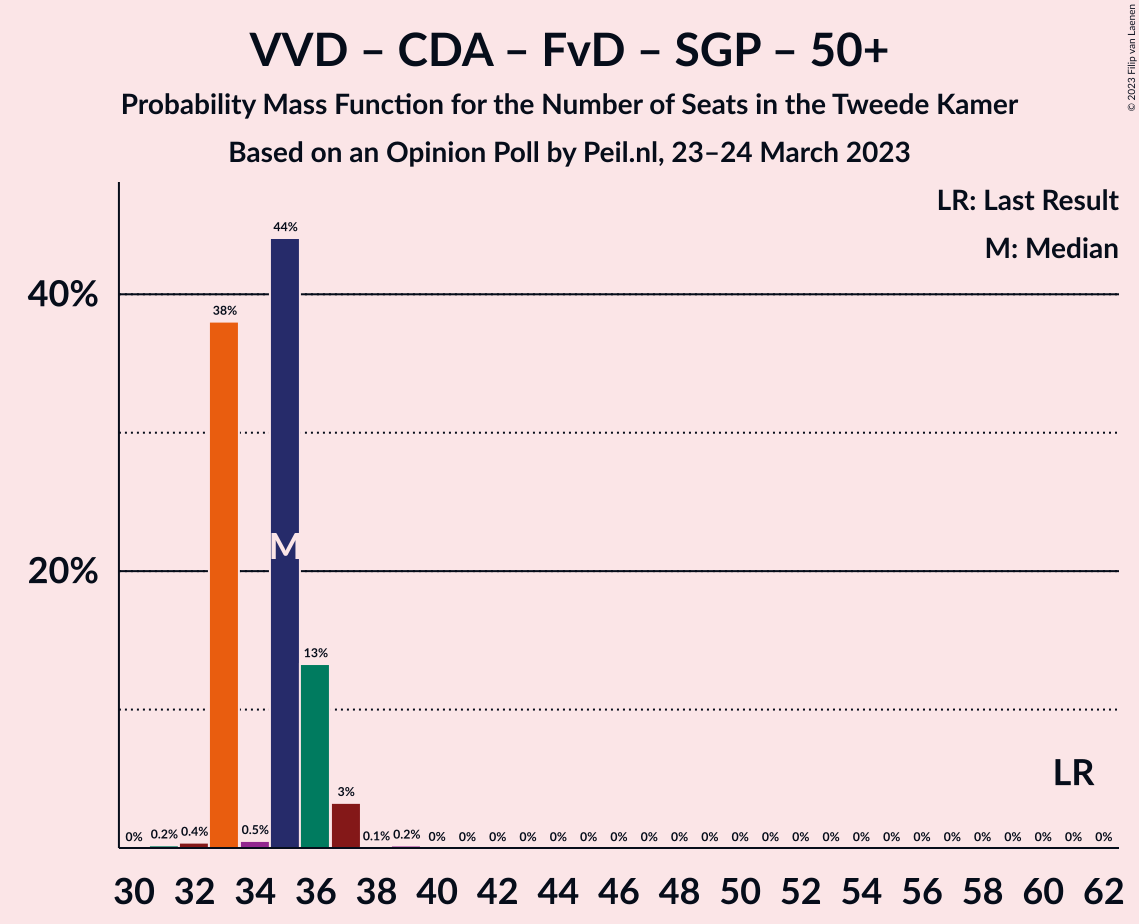 VVD – CDA – FvD – SGP – 50+
Probability Mass Function for the Number of Seats in the Tweede Kamer
Based on an Opinion Poll by Peil.nl, 23–24 March 2023
© 2023 Filip van Laenen
LR: Last Result
M: Median
44%
40%
38%
M
20%
13%
LR
3%
0% 0.2% 0.4% 0.5% 0.1% 0.2% 0% 0% 0% 0% 0% 0% 0% 0% 0% 0% 0% 0% 0% 0% 0% 0% 0% 0% 0% 0% 0% 0% 0%
30 32 34 36 38 40 42 44 46 48 50 52 54 56 58 60 62